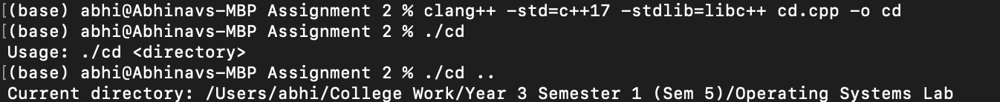 [(base) abhi@Abhinavs-MBP Assignment 2 % clang++ -std=c++17 -stdlib=libc++ cd.cpp -o cd
[(base) abhi@Abhinavs-MBP Assignment 2 % ./cd
Usage: ./cd <directory>
[(base) abhi@Abhinavs-MBP Assignment 2 % ./cd ..
Current directory: /Users/abhi/College Work/Year 3 Semester 1 (Sem 5)/Operating Systems Lab